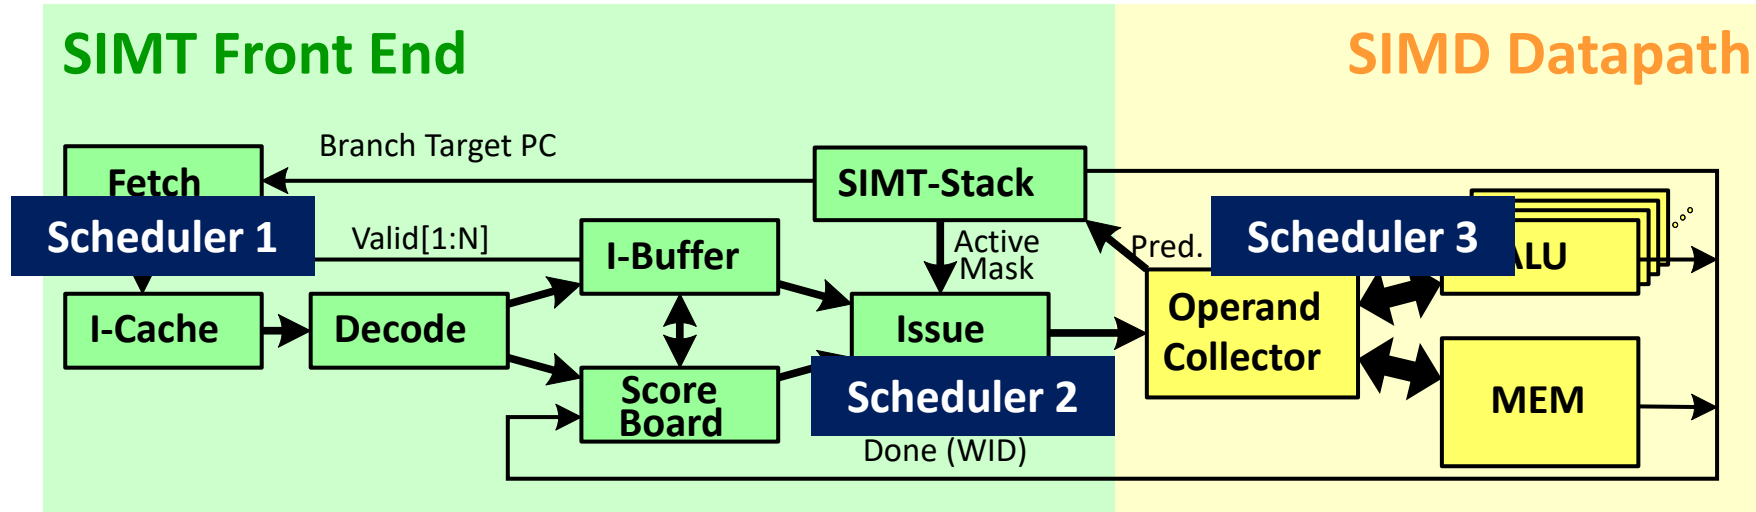 SIMT Front End
SIMD Datapath
Branch Target PC
Fetch
SIMT-Stack
Scheduler 1
Valid[1:N]
I-Buffer
Active
Mask
Pred.
Scheduler 3
ALU
I-Cache
Decode
Issue
Operand
Collector
Score
Board
Scheduler 2
MEM
Done (WID)